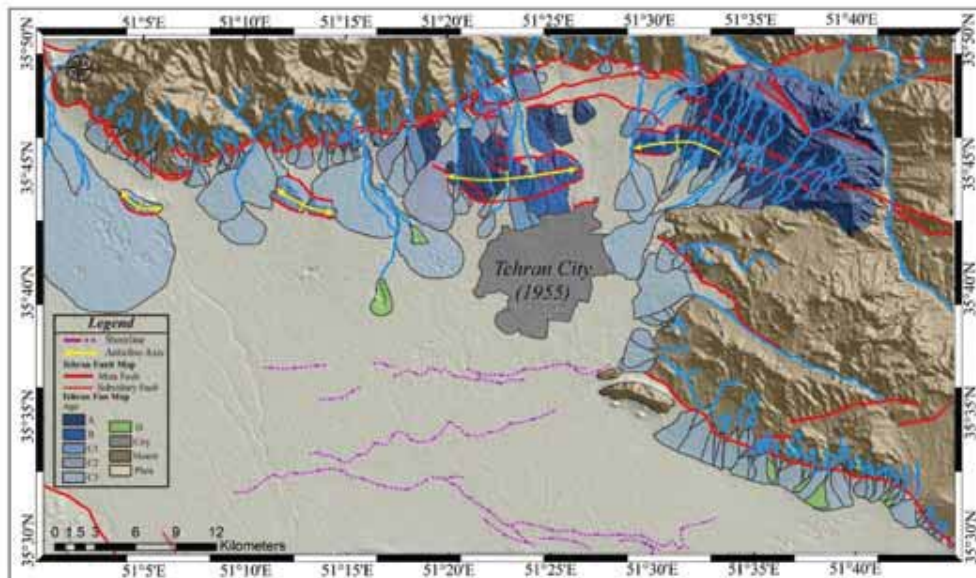 51°5'E 51°10'E 51°15'E 51°20'E 51°25'E 51°30'E 51°35'E 51°40'E
35°50'N 35°50'N
35°45'N 35°45'N
35°40'N 35°40'N
35°35'N 35°35'N
35°30'N 35°30'N
Tehran City
(1955)
Legend
Shoreline
Anticline Axis
Tehran Fault Map
Main Fault
Subsidiary Fault
Tehran Fan Map
Age
A D
B City
C1 Mount
C2 Plain
C3
0 1.5 3 6 9 12
Kilometers
51°5'E 51°10'E 51°15'E 51°20'E 51°25'E 51°30'E 51°35'E 51°40'E